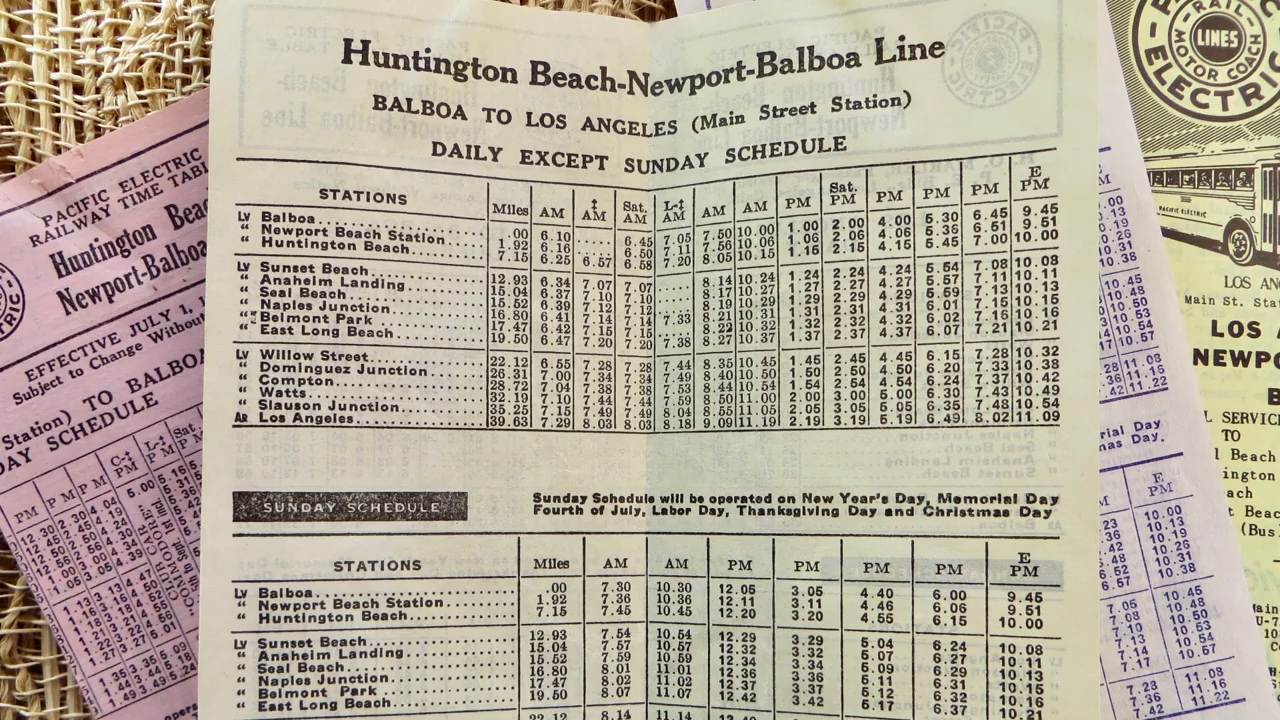 Huntington Beach-Newport-Balboa Line
BALBOA TO LOS ANGELES (Main Street Station)
DAILY EXCEPT SUNDAY SCHEDULE
STATIONS Miles AM ‡ AM Sat. AM L-‡ AM AM AM PM Sat. PM PM PM PM E PM
Lv Balboa .00 6.10 ..... 6.45 7.05 7.50 10.00 1.00 2.00 4.00 5.30 6.45 9.45
" Newport Beach Station 1.92 6.16 ..... 6.50 7.11 7.56 10.06 1.06 2.06 4.06 5.36 6.51 9.51
" Huntington Beach 7.15 6.25 6.57 6.58 7.20 8.05 10.15 1.15 2.15 4.15 5.45 7.00 10.00
Lv Sunset Beach 12.93 6.34 7.07 7.07 ..... 8.14 10.24 1.24 2.24 4.24 5.54 7.08 10.08
" Anaheim Landing 15.04 6.37 7.10 7.10 ..... 8.17 10.27 1.27 2.27 4.27 5.57 7.11 10.11
" Seal Beach 15.52 6.39 7.12 7.12 ..... 8.19 10.29 1.29 2.29 4.29 5.59 7.13 10.13
" Naples Junction 16.80 6.41 7.14 7.14 7.33 8.21 10.31 1.31 2.31 4.31 6.01 7.15 10.15
" Belmont Park 17.47 6.42 7.15 7.15 ..... 8.22 10.32 1.32 2.32 4.32 6.02 7.16 10.16
" East Long Beach 19.50 6.47 7.20 7.20 7.38 8.27 10.37 1.37 2.37 4.37 6.07 7.21 10.21
Lv Willow Street 22.12 6.55 7.28 7.28 7.44 8.35 10.45 1.45 2.45 4.45 6.15 7.28 10.32
" Dominguez Junction 26.31 7.00 7.34 7.34 7.49 8.40 10.50 1.50 2.50 4.50 6.20 7.33 10.38
" Compton 28.72 7.04 7.38 7.38 7.53 8.44 10.54 1.54 2.54 4.54 6.24 7.37 10.42
" Watts 32.19 7.10 7.44 7.44 7.59 8.50 11.00 2.00 3.00 5.00 6.30 7.43 10.49
" Slauson Junction 35.25 7.15 7.49 7.49 8.04 8.55 11.05 2.05 3.05 5.05 6.35 7.48 10.54
Ar Los Angeles 39.63 7.29 8.03 8.03 8.18 9.09 11.19 2.19 3.19 5.19 6.49 8.02 11.09
SUNDAY SCHEDULE
Sunday Schedule will be operated on New Year's Day, Memorial Day
Fourth of July, Labor Day, Thanksgiving Day and Christmas Day
STATIONS Miles AM AM PM PM PM PM E PM
Lv Balboa .00 7.30 10.30 12.05 3.05 4.40 6.00 9.45
" Newport Beach Station 1.92 7.36 10.36 12.11 3.11 4.46 6.06 9.51
" Huntington Beach 7.15 7.45 10.45 12.20 3.20 4.55 6.15 10.00
Lv Sunset Beach 12.93 7.54 10.54 12.29 3.29 5.04 6.24 10.08
" Anaheim Landing 15.04 7.57 10.57 12.32 3.32 5.07 6.27 10.11
" Seal Beach 15.52 7.59 10.59 12.34 3.34 5.09 6.29 10.13
" Naples Junction 16.80 8.01 11.01 12.36 3.36 5.11 6.31 10.15
" Belmont Park 17.47 8.02 11.02 12.37 3.37 5.12 6.32 10.16
" East Long Beach 19.50 8.07 11.07 12.42 3.42 5.17 6.37 10.21
22.12 8.14 11.14
PACIFIC ELECTRIC
RAILWAY TIME TABL
Huntington Beac
Newport-Balboa
EFFECTIVE JULY 1,
Subject to Change Withou
Station) TO BALBOA
DAY SCHEDULE
RAIL
LINES
MOTOR COACH
ELECTRIC
PACIFIC ELECTRIC
LOS AN
Main St. Sta
LOS
NEWPO
L SERVIC
TO
l Beach
ington
each
t Beac
(Bus
rial Day
mas Day.